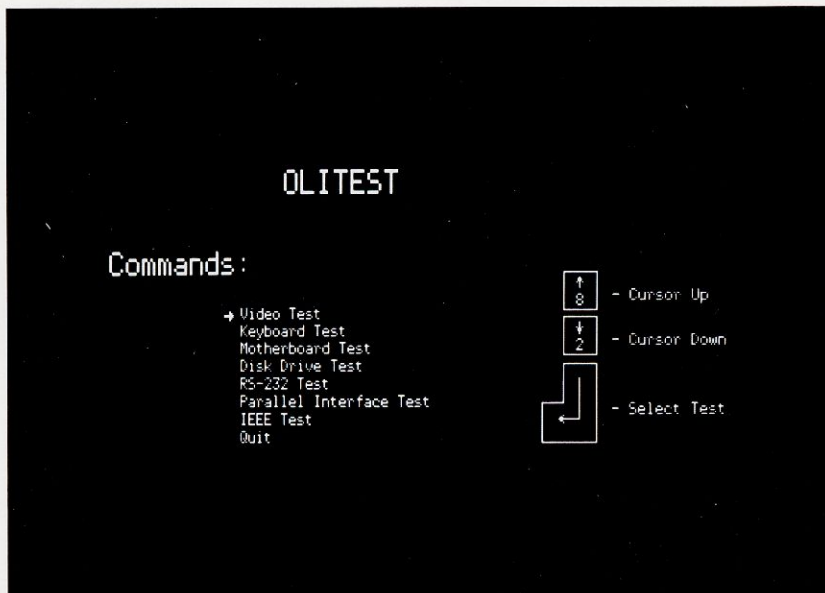 OLITEST
Commands:
→ Video Test
Keyboard Test
Motherboard Test
Disk Drive Test
RS-232 Test
Parallel Interface Test
IEEE Test
Quit
↑
8
- Cursor Up
↓
2
- Cursor Down
- Select Test